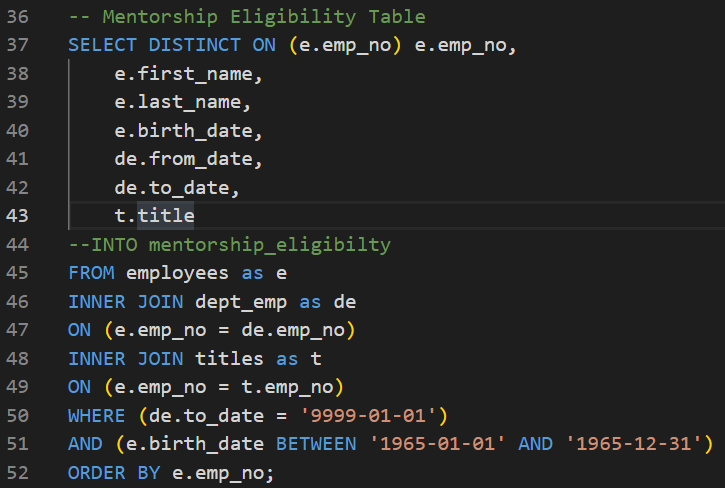 36 -- Mentorship Eligibility Table
37 SELECT DISTINCT ON (e.emp_no) e.emp_no,
38     e.first_name,
39     e.last_name,
40     e.birth_date,
41     de.from_date,
42     de.to_date,
43     t.title
44 --INTO mentorship_eligibilty
45 FROM employees as e
46 INNER JOIN dept_emp as de
47 ON (e.emp_no = de.emp_no)
48 INNER JOIN titles as t
49 ON (e.emp_no = t.emp_no)
50 WHERE (de.to_date = '9999-01-01')
51 AND (e.birth_date BETWEEN '1965-01-01' AND '1965-12-31')
52 ORDER BY e.emp_no;